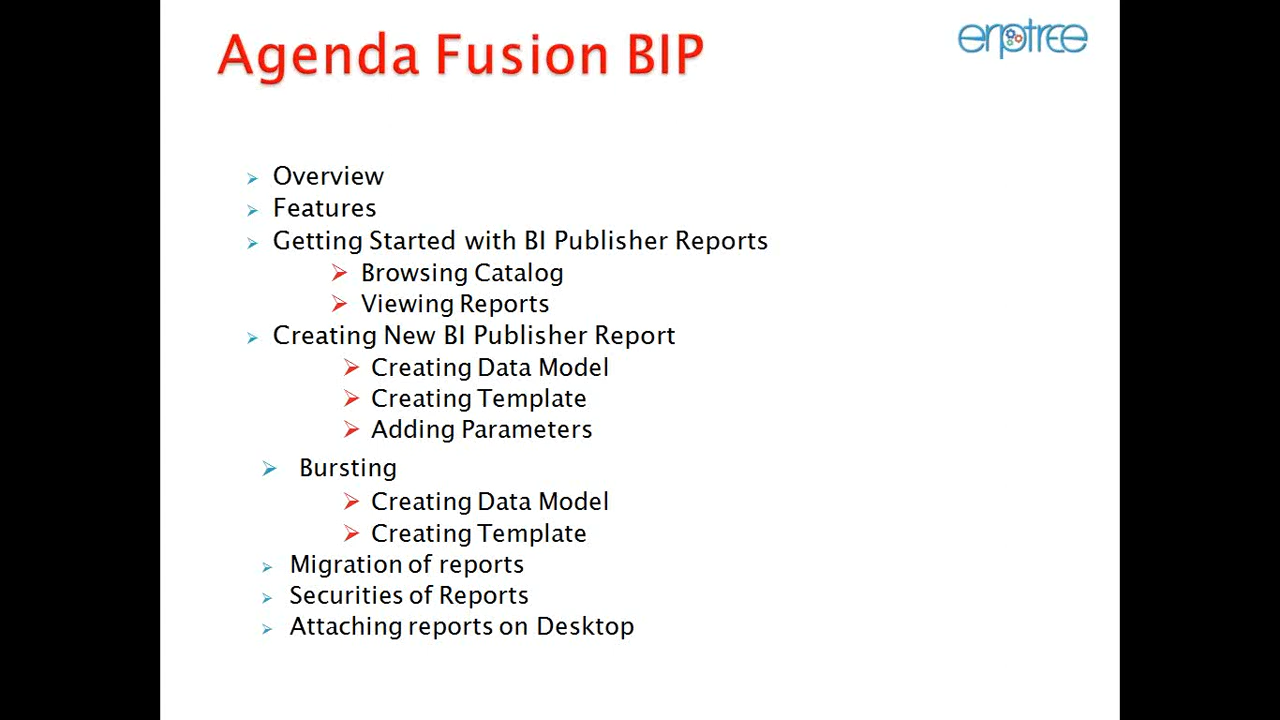 Agenda Fusion BIP
erptree
Overview
Features
Getting Started with BI Publisher Reports
Browsing Catalog
Viewing Reports
Creating New BI Publisher Report
Creating Data Model
Creating Template
Adding Parameters
Bursting
Creating Data Model
Creating Template
Migration of reports
Securities of Reports
Attaching reports on Desktop